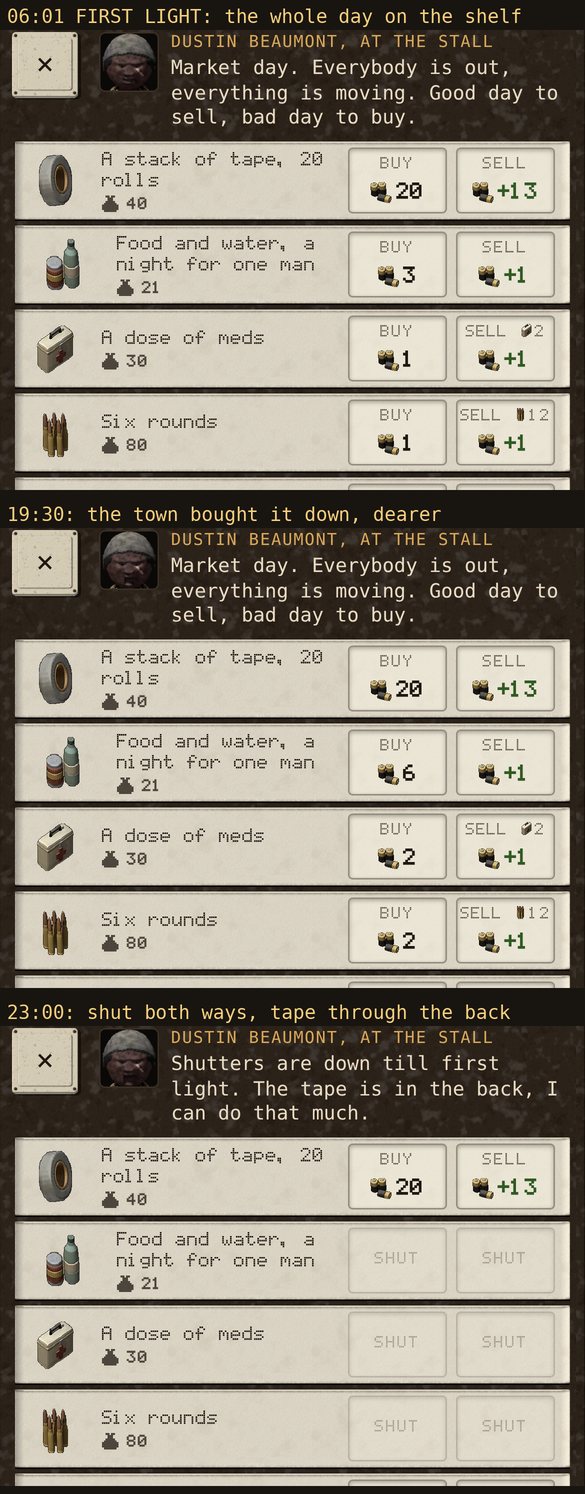 06:01 FIRST LIGHT: the whole day on the shelf
×
DUSTIN BEAUMONT, AT THE STALL
Market day. Everybody is out,
everything is moving. Good day to
sell, bad day to buy.
A stack of tape, 20
rolls
40
BUY
20
SELL
+13
Food and water, a
night for one man
21
BUY
3
SELL
+1
A dose of meds
30
BUY
1
SELL 2
+1
Six rounds
80
BUY
1
SELL 12
+1
19:30: the town bought it down, dearer
×
DUSTIN BEAUMONT, AT THE STALL
Market day. Everybody is out,
everything is moving. Good day to
sell, bad day to buy.
A stack of tape, 20
rolls
40
BUY
20
SELL
+13
Food and water, a
night for one man
21
BUY
6
SELL
+1
A dose of meds
30
BUY
2
SELL 2
+1
Six rounds
80
BUY
2
SELL 12
+1
23:00: shut both ways, tape through the back
×
DUSTIN BEAUMONT, AT THE STALL
Shutters are down till first
light. The tape is in the back, I
can do that much.
A stack of tape, 20
rolls
40
BUY
20
SELL
+13
Food and water, a
night for one man
21
SHUT
SHUT
A dose of meds
30
SHUT
SHUT
Six rounds
80
SHUT
SHUT